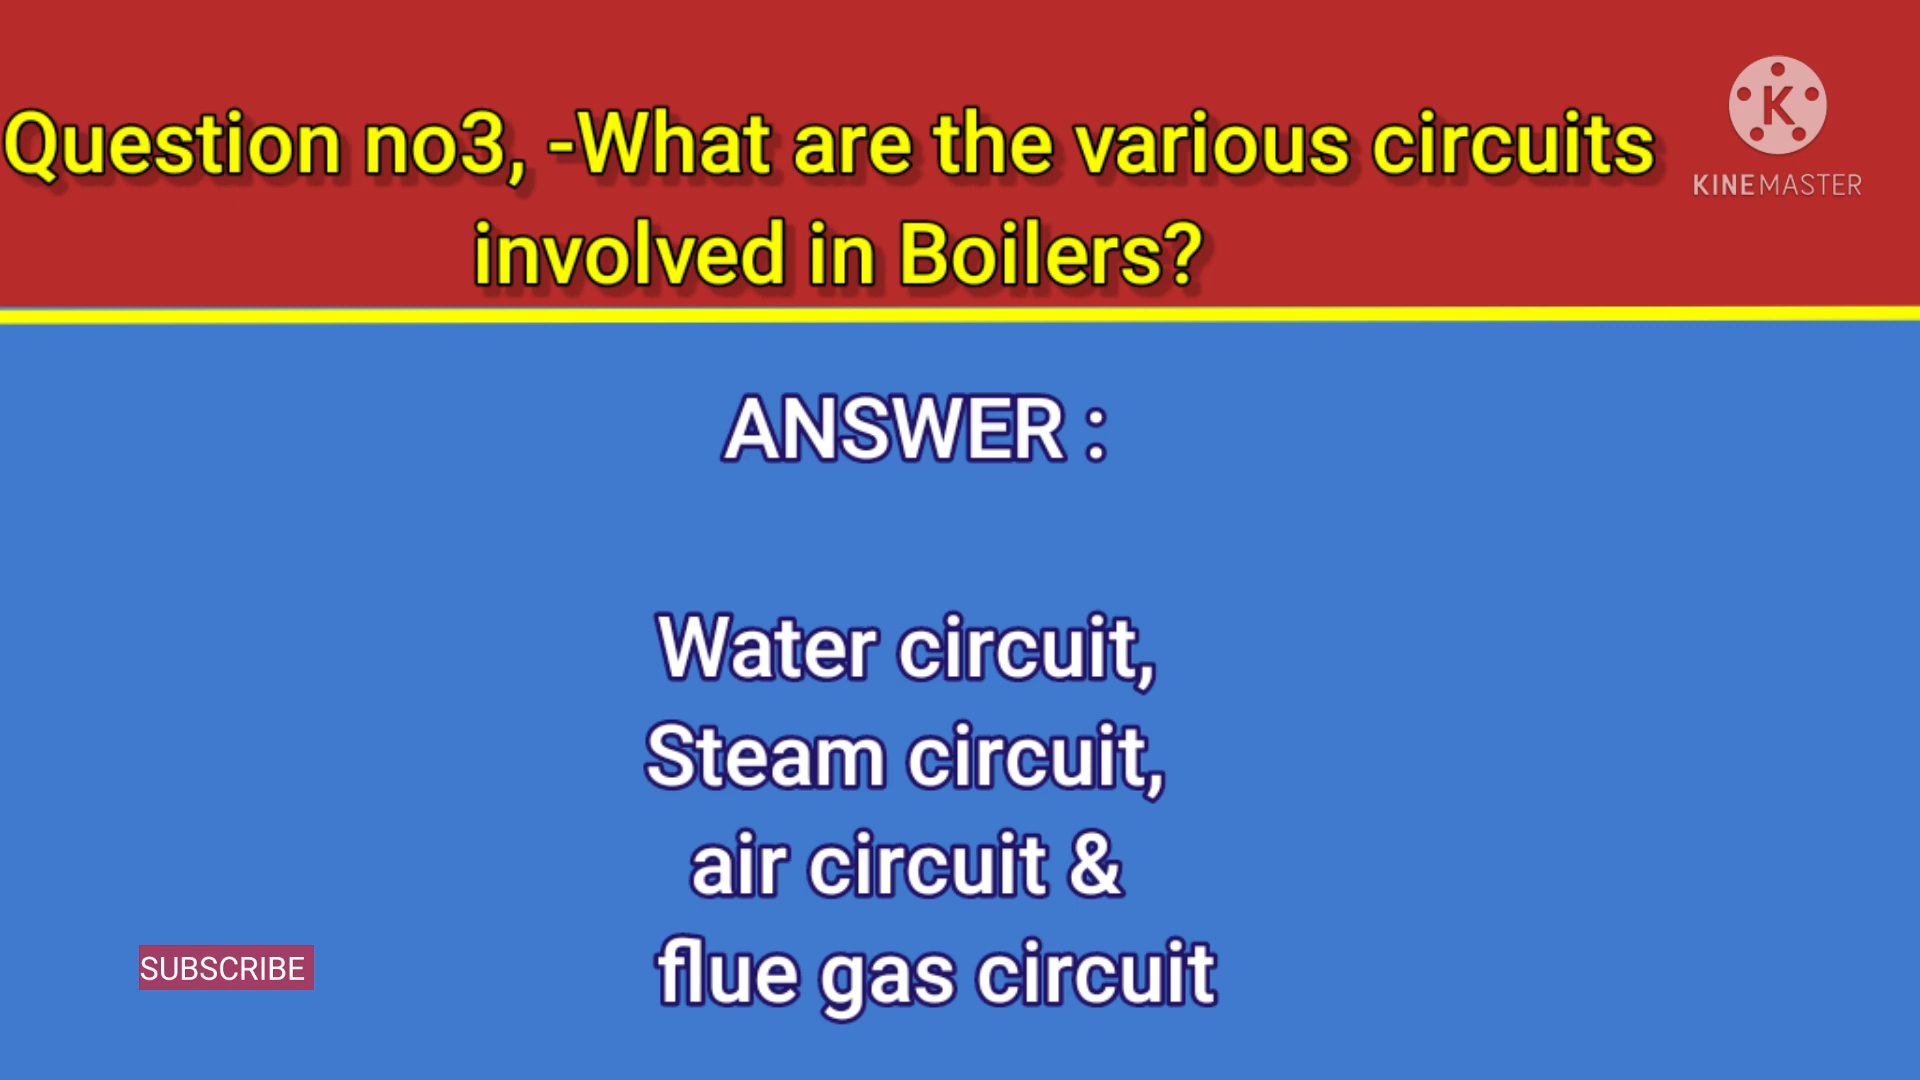 Question no3, -What are the various circuits
involved in Boilers?
K
KINEMASTER
ANSWER :
Water circuit,
Steam circuit,
air circuit &
flue gas circuit
SUBSCRIBE